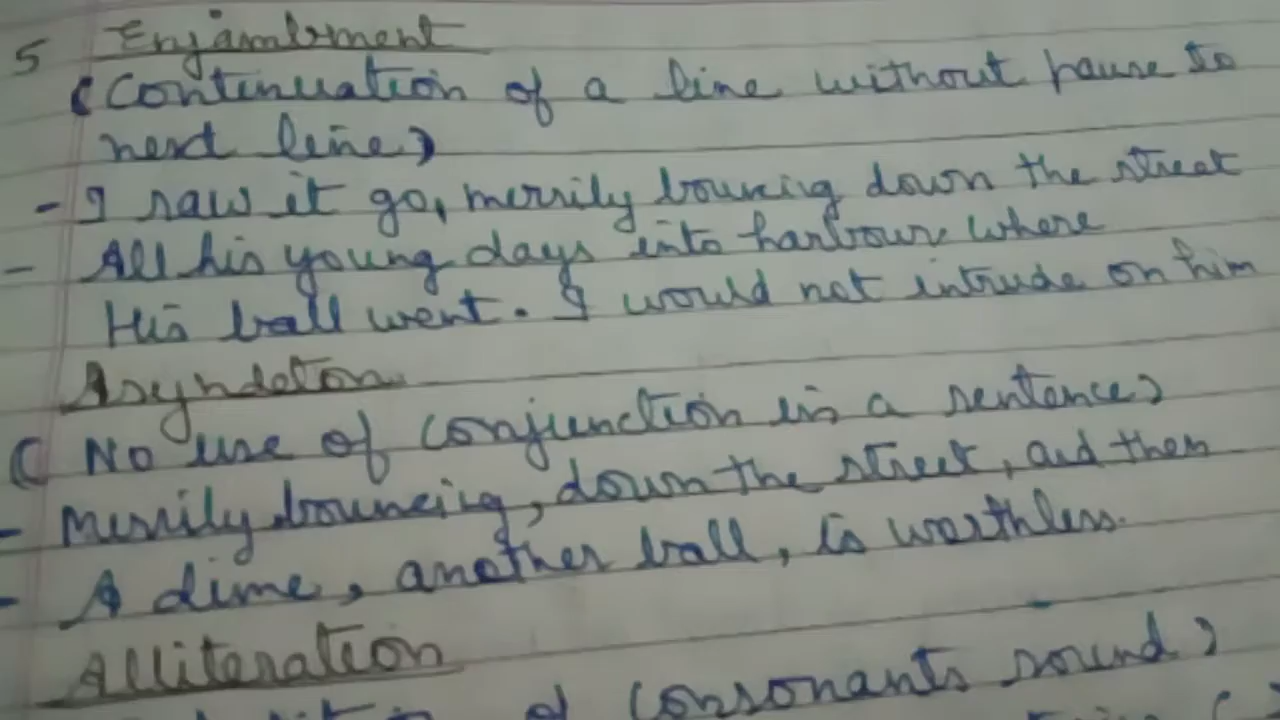 5 Enjambment
(Continuation of a line without pause to
next line)
- I saw it go, merrily bouncing down the street
- All his young days into harbour where
His ball went. I would not intrude on him
Asyndeton
( No use of conjunction in a sentence)
- Merrily bouncing, down the street, and then
- A dime, another ball, is worthless.
Alliteration
of consonants sound)